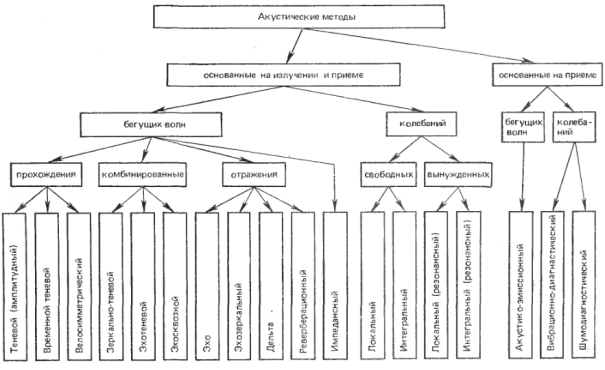 Акустические методы
основанные на излучении и приеме
основанные на приеме
бегущих волн
колебаний
бегущих
волн
колеба-
ний
прохождения
комбинированные
отражения
свободных
вынужденных
Теневой (амплитудный)
Временной теневой
Велосимметрический
Зеркально-теневой
Эхотеневой
Эхосквозной
Эхо
Эхозеркальный
Дельта
Реверберационный
Импедансный
Локальный
Интегральный
Локальный (резонансный)
Интегральный (резонансный)
Акустико-эмиссионный
Вибрационно-диагностический
Шумодиагностический